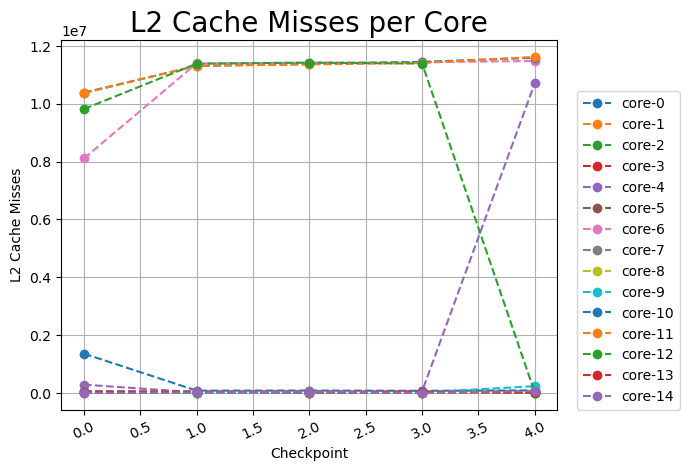 L2 Cache Misses per Core
1e7
1.2
1.0
0.8
0.6
0.4
0.2
0.0
L2 Cache Misses
0.0
0.5
1.0
1.5
2.0
2.5
3.0
3.5
4.0
Checkpoint
core-0
core-1
core-2
core-3
core-4
core-5
core-6
core-7
core-8
core-9
core-10
core-11
core-12
core-13
core-14